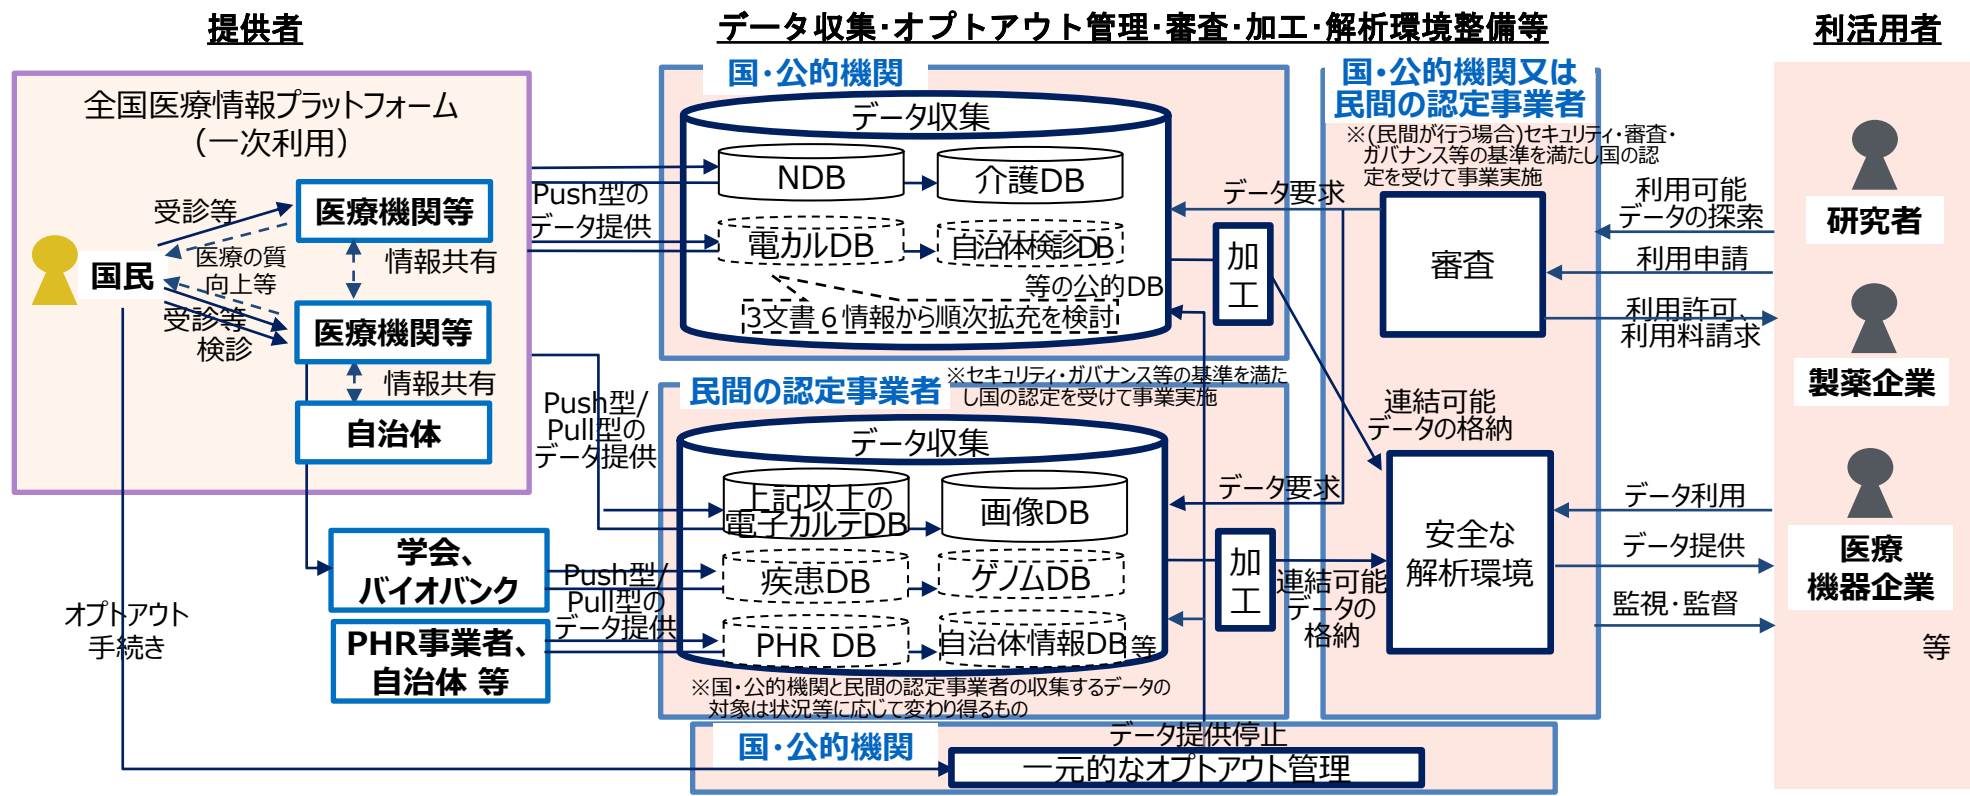 提供者
データ収集・オプトアウト管理・審査・加工・解析環境整備等
利活用者
全国医療情報プラットフォーム
（一次利用）
受診等
医療機関等
医療の質
向上等
情報共有
国民
受診等
検診
医療機関等
情報共有
自治体
オプトアウト
手続き
学会、
バイオバンク
PHR事業者、
自治体 等
Push型の
データ提供
Push型/
Pull型の
データ提供
Push型/
Pull型の
データ提供
国・公的機関
データ収集
NDB
介護DB
電カルDB
自治体検診DB
等の公的DB
3文書６情報から順次拡充を検討
加
工
民間の認定事業者
※セキュリティ・ガバナンス等の基準を満た
し国の認定を受けて事業実施
データ収集
上記以上の
電子カルテDB
画像DB
疾患DB
ゲノムDB
PHR DB
自治体情報DB
等
※国・公的機関と民間の認定事業者の収集するデータの
対象は状況等に応じて変わり得るもの
加
工
国・公的機関
データ提供停止
一元的なオプトアウト管理
国・公的機関又は
民間の認定事業者
※(民間が行う場合)セキュリティ・審査・
ガバナンス等の基準を満たし国の認
定を受けて事業実施
データ要求
審査
データ要求
連結可能
データの格納
連結可能
データの
格納
安全な
解析環境
利用可能
データの探索
利用申請
利用許可、
利用料請求
データ利用
データ提供
監視・監督
研究者
製薬企業
医療
機器企業
等